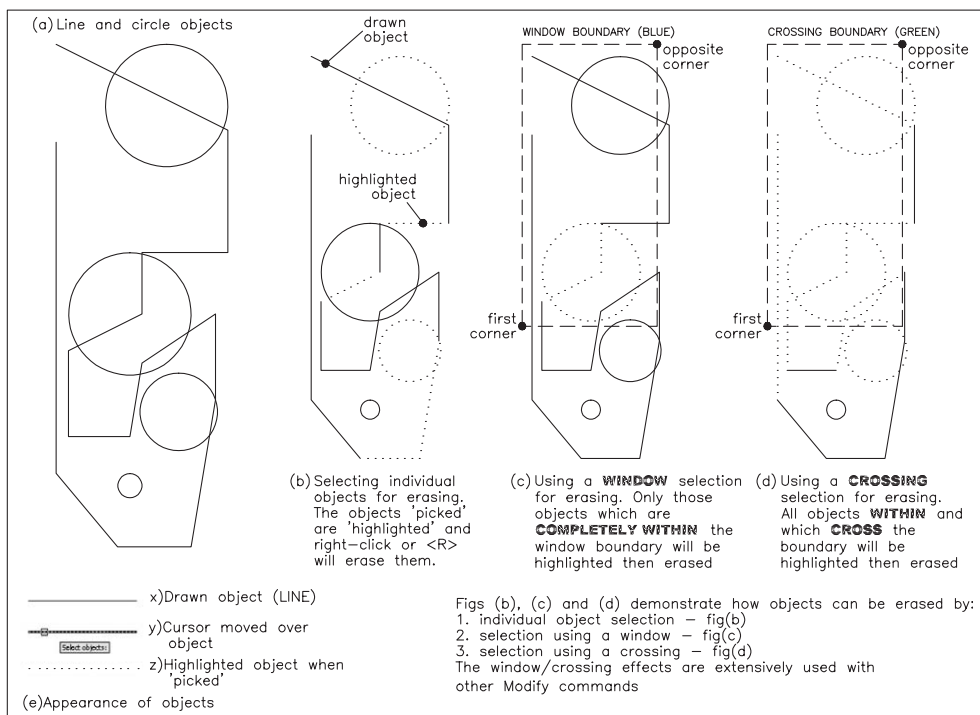 (a) Line and circle objects
drawn
object
highlighted
object
(b) Selecting individual
objects for erasing.
The objects 'picked'
are 'highlighted' and
right–click or <R>
will erase them.
WINDOW BOUNDARY (BLUE)
opposite
corner
first
corner
(c) Using a WINDOW selection
for erasing. Only those
objects which are
COMPLETELY WITHIN the
window boundary will be
highlighted then erased
CROSSING BOUNDARY (GREEN)
opposite
corner
first
corner
(d) Using a CROSSING
selection for erasing.
All objects WITHIN and
which CROSS the
boundary will be
highlighted then erased
x)Drawn object (LINE)
y)Cursor moved over
object
Select objects:
z)Highlighted object when
'picked'
(e)Appearance of objects
Figs (b), (c) and (d) demonstrate how objects can be erased by:
1. individual object selection – fig(b)
2. selection using a window – fig(c)
3. selection using a crossing – fig(d)
The window/crossing effects are extensively used with
other Modify commands